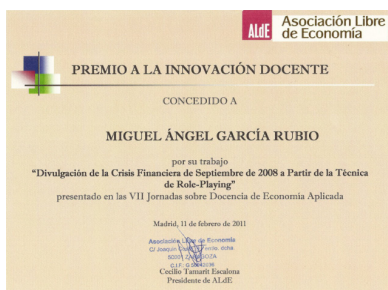 ALdE Asociación Libre
de Economía
PREMIO A LA INNOVACIÓN DOCENTE
CONCEDIDO A
MIGUEL ÁNGEL GARCÍA RUBIO
por su trabajo
"Divulgación de la Crisis Financiera de Septiembre de 2008 a Partir de la Técnica
de Role-Playing"
presentado en las VII Jornadas sobre Docencia de Economía Aplicada
Madrid, 11 de febrero de 2011
Asociación Libre de Economía
C/ Joaquín
50001 ZARAGOZA
C.I.F.:
Cecilio Tamarit Escalona
Presidente de ALdE